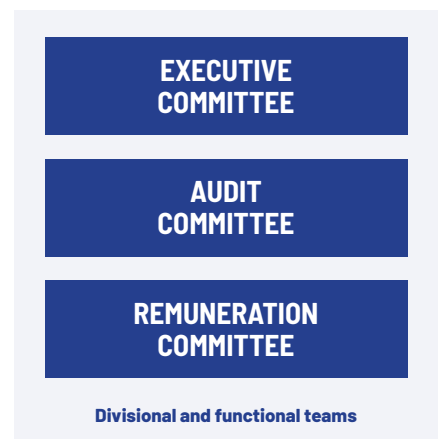 EXECUTIVE
COMMITTEE
AUDIT
COMMITTEE
REMUNERATION
COMMITTEE
Divisional and functional teams